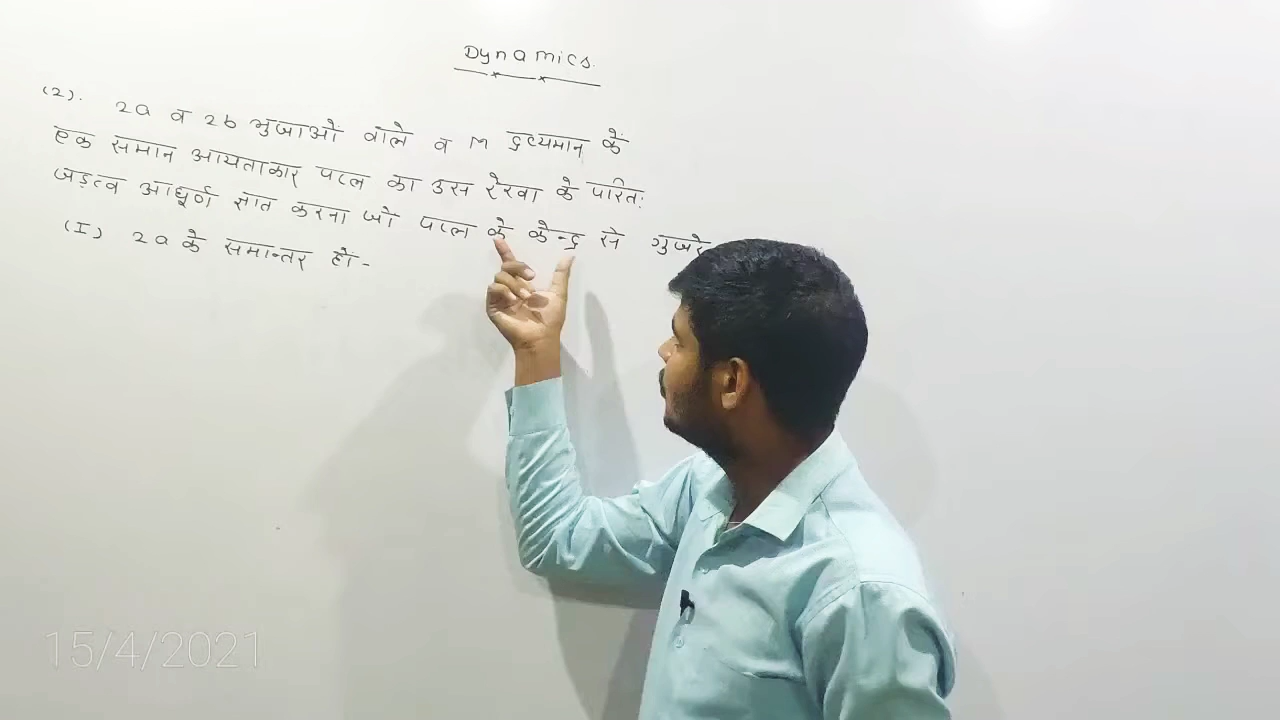 Dynamics.
(2). 2a व 2b भुजाओं वाले व M द्रव्यमान के
एक समान आयताकार पटल का उस रेखा के परितः
जड़त्व आघूर्ण ज्ञात करना जो पटल के केन्द्र से गुजरे
(I) 2a के समान्तर हो -
15/4/2021